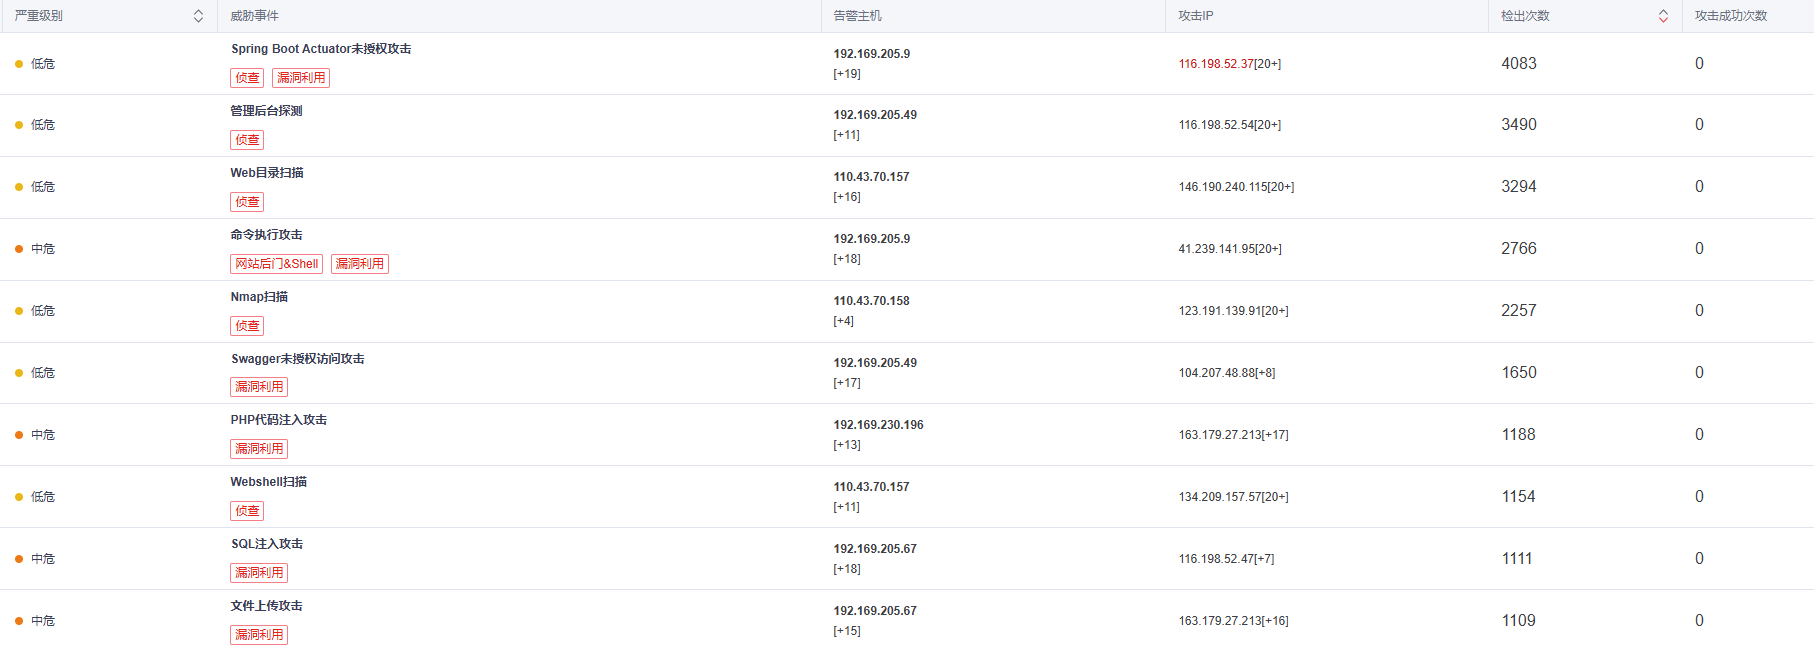 严重级别 威胁事件 告警主机 攻击IP 检出次数 攻击成功次数
低危 Spring Boot Actuator未授权攻击 192.169.205.9 116.198.52.37[20+] 4083 0
侦查 漏洞利用 [+19]
低危 管理后台探测 192.169.205.49 116.198.52.54[20+] 3490 0
侦查 [+11]
低危 Web目录扫描 110.43.70.157 146.190.240.115[20+] 3294 0
侦查 [+16]
中危 命令执行攻击 192.169.205.9 41.239.141.95[20+] 2766 0
网站后门&Shell 漏洞利用 [+18]
低危 Nmap扫描 110.43.70.158 123.191.139.91[20+] 2257 0
侦查 [+4]
低危 Swagger未授权访问攻击 192.169.205.49 104.207.48.88[+8] 1650 0
漏洞利用 [+17]
中危 PHP代码注入攻击 192.169.230.196 163.179.27.213[+17] 1188 0
漏洞利用 [+13]
低危 Webshell扫描 110.43.70.157 134.209.157.57[20+] 1154 0
侦查 [+11]
中危 SQL注入攻击 192.169.205.67 116.198.52.47[+7] 1111 0
漏洞利用 [+18]
中危 文件上传攻击 192.169.205.67 163.179.27.213[+16] 1109 0
漏洞利用 [+15]